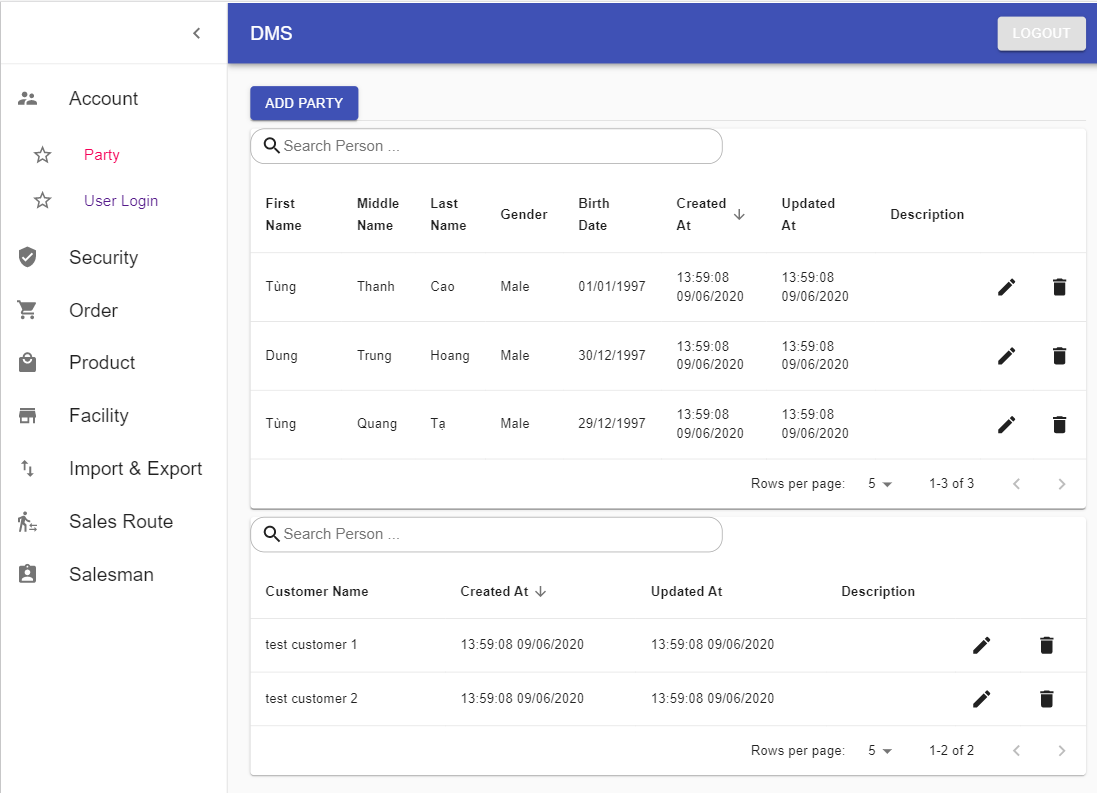 DMS
LOGOUT
Account
Party
User Login
Security
Order
Product
Facility
Import & Export
Sales Route
Salesman
ADD PARTY
Search Person ...
First Name Middle Name Last Name Gender Birth Date Created At Updated At Description
Tùng Thanh Cao Male 01/01/1997 13:59:08 09/06/2020 13:59:08 09/06/2020
Dung Trung Hoang Male 30/12/1997 13:59:08 09/06/2020 13:59:08 09/06/2020
Tùng Quang Tạ Male 29/12/1997 13:59:08 09/06/2020 13:59:08 09/06/2020
Rows per page: 5 1-3 of 3
Search Person ...
Customer Name Created At Updated At Description
test customer 1 13:59:08 09/06/2020 13:59:08 09/06/2020
test customer 2 13:59:08 09/06/2020 13:59:08 09/06/2020
Rows per page: 5 1-2 of 2